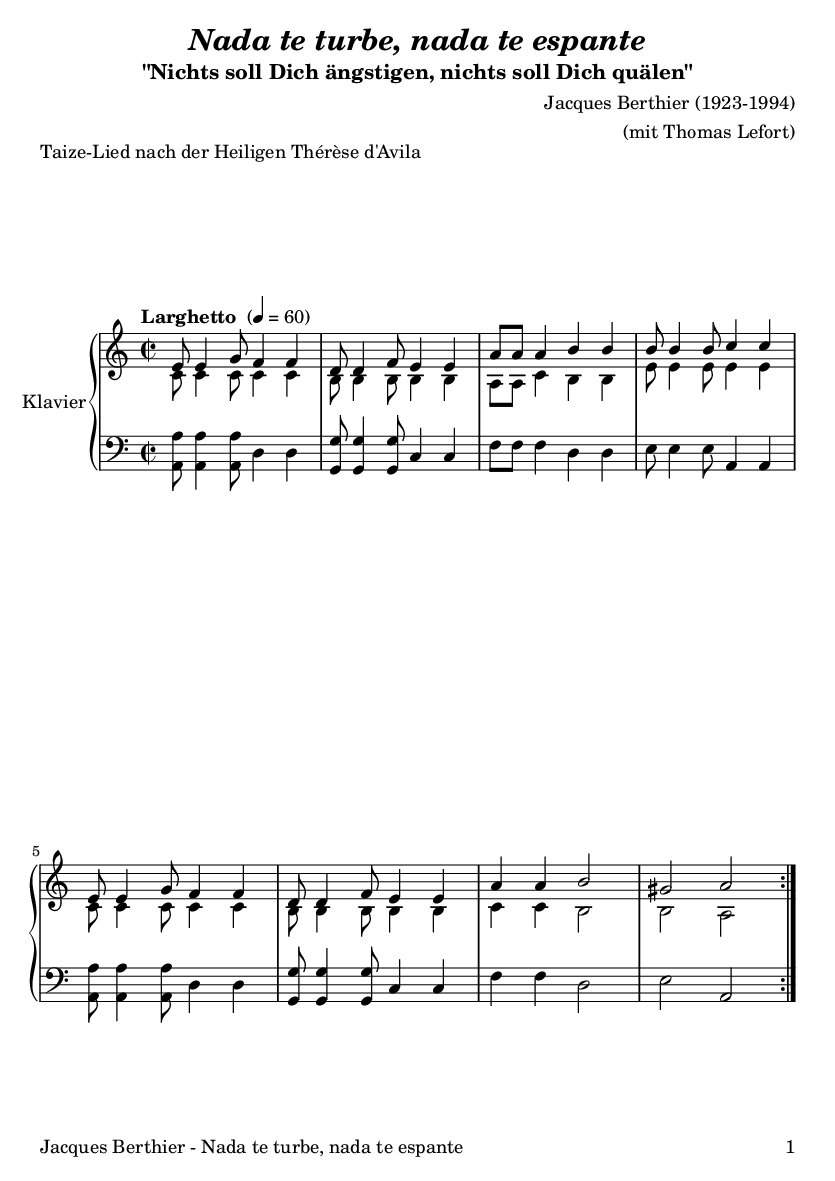 Nada te turbe, nada te espante
"Nichts soll Dich ängstigen, nichts soll Dich quälen"
Jacques Berthier (1923-1994)
(mit Thomas Lefort)
Taize-Lied nach der Heiligen Thérèse d'Avila
Larghetto (♩ = 60)
Klavier
5
Jacques Berthier - Nada te turbe, nada te espante 1